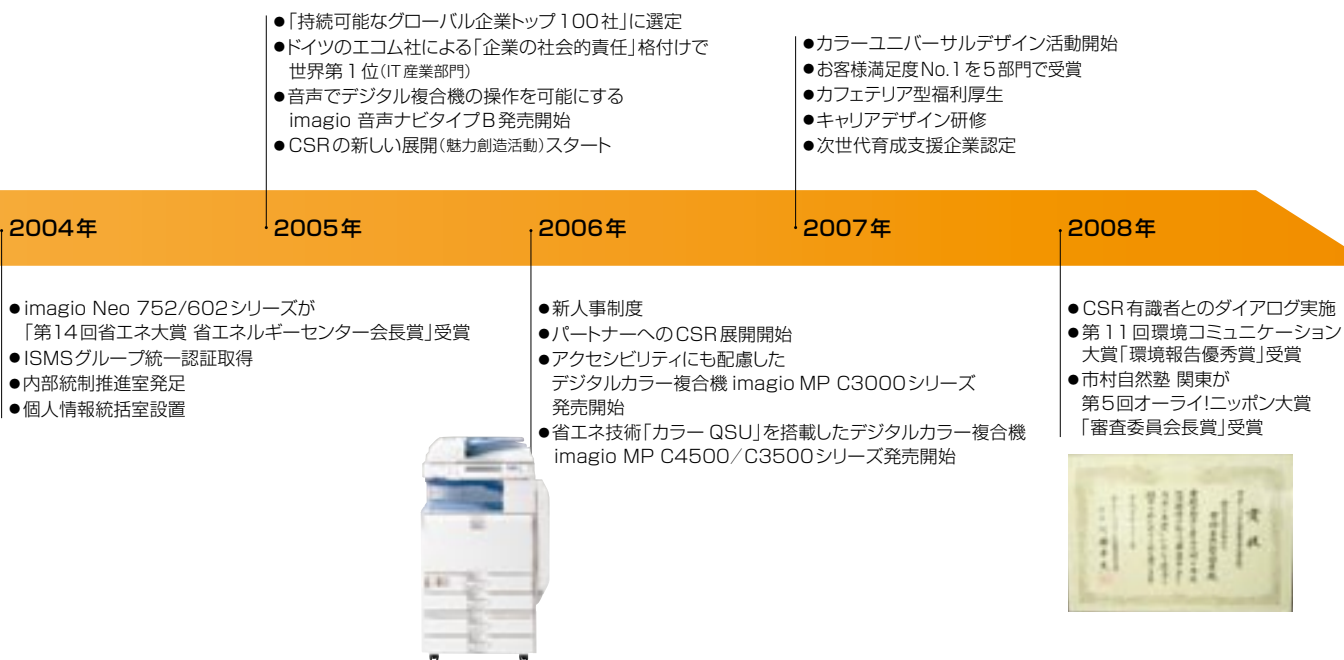 ●「持続可能なグローバル企業トップ100社」に選定
●ドイツのエコム社による「企業の社会的責任」格付けで
世界第1位(IT産業部門)
●音声でデジタル複合機の操作を可能にする
imagio 音声ナビタイプB発売開始
●CSRの新しい展開(魅力創造活動)スタート
●カラーユニバーサルデザイン活動開始
●お客様満足度No.1を5部門で受賞
●カフェテリア型福利厚生
●キャリアデザイン研修
●次世代育成支援企業認定
2004年
2005年
2006年
2007年
2008年
●imagio Neo 752/602シリーズが
「第14回省エネ大賞 省エネルギーセンター会長賞」受賞
●ISMSグループ統一認証取得
●内部統制推進室発足
●個人情報統括室設置
●新人事制度
●パートナーへのCSR展開開始
●アクセシビリティにも配慮した
デジタルカラー複合機 imagio MP C3000シリーズ
発売開始
●省エネ技術「カラー QSU」を搭載したデジタルカラー複合機
imagio MP C4500/C3500シリーズ発売開始
●CSR有識者とのダイアログ実施
●第11回環境コミュニケーション
大賞「環境報告優秀賞」受賞
●市村自然塾 関東が
第5回オーライ!ニッポン大賞
「審査委員会長賞」受賞
賞状